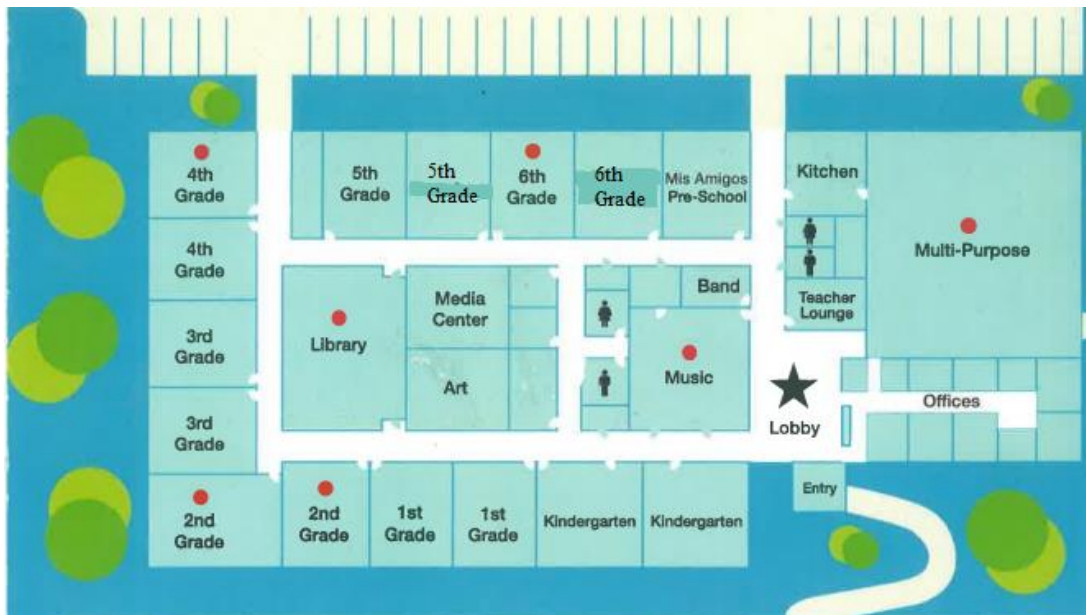 4th
Grade
5th
Grade
5th
Grade
6th
Grade
6th
Grade
Mis Amigos
Pre-School
Kitchen
Multi-Purpose
4th
Grade
Teacher
Lounge
Band
Media
Center
Library
3rd
Grade
Art
Music
Lobby
Offices
3rd
Grade
2nd
Grade
2nd
Grade
1st
Grade
1st
Grade
Kindergarten
Kindergarten
Entry